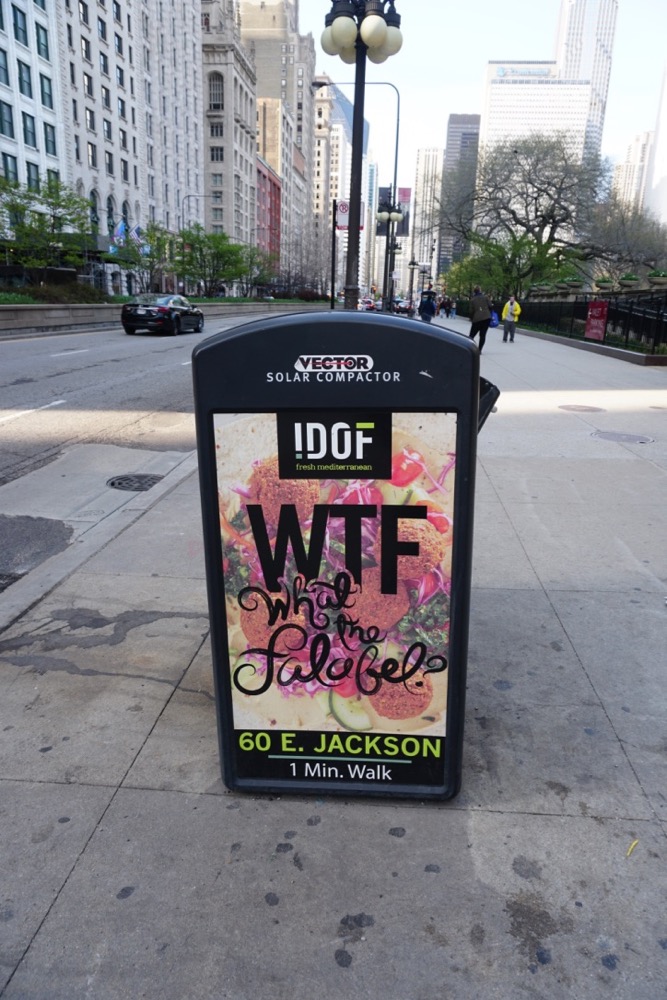 VECTOR
SOLAR COMPACTOR
!DOF
fresh mediterranean
WTF
What
the
Falafel?
60 E. JACKSON
1 Min. Walk